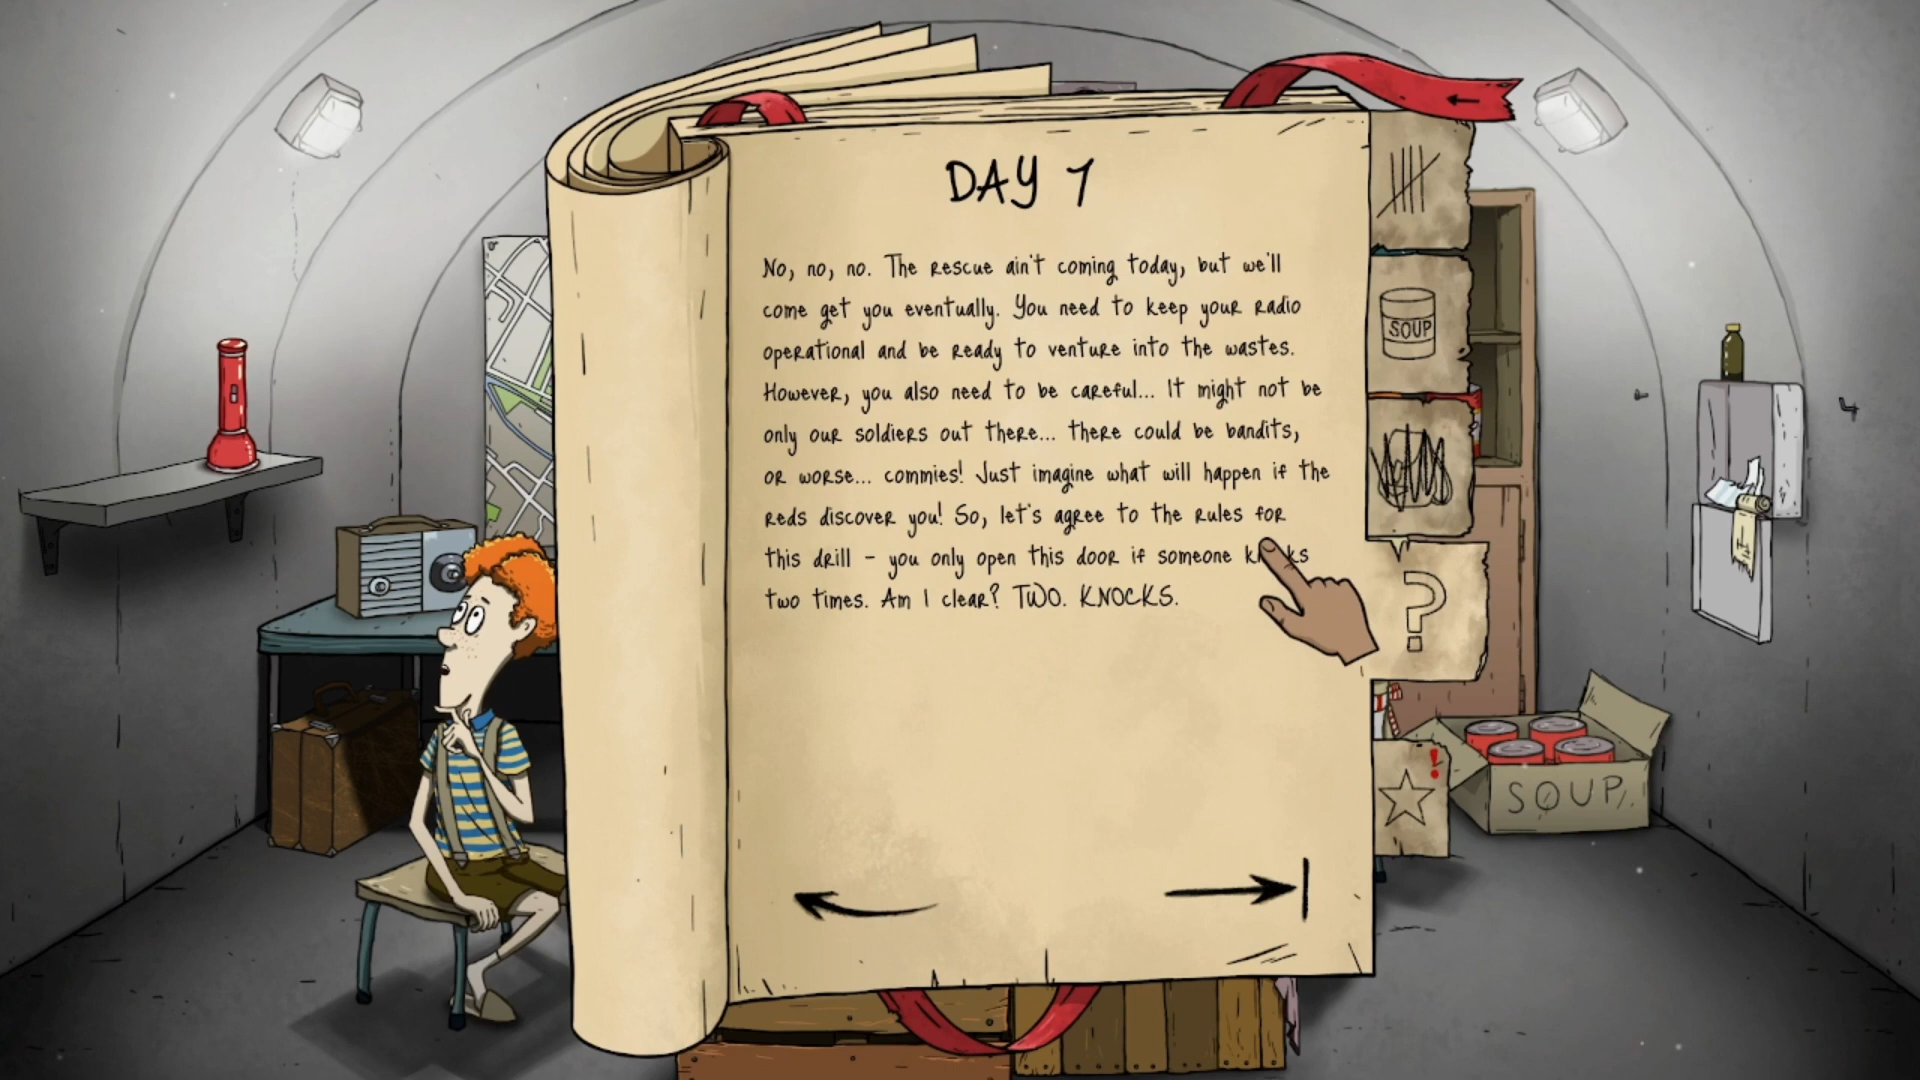 DAY 7
No, no, no. The rescue ain't coming today, but we'll
come get you eventually. You need to keep your radio
operational and be ready to venture into the wastes.
However, you also need to be careful... It might not be
only our soldiers out there... there could be bandits,
or worse... commies! Just imagine what will happen if the
reds discover you! So, let's agree to the rules for
this drill - you only open this door if someone
two times. Am I clear? TWO. KNOCKS.
SOUP
?
!
SOUP